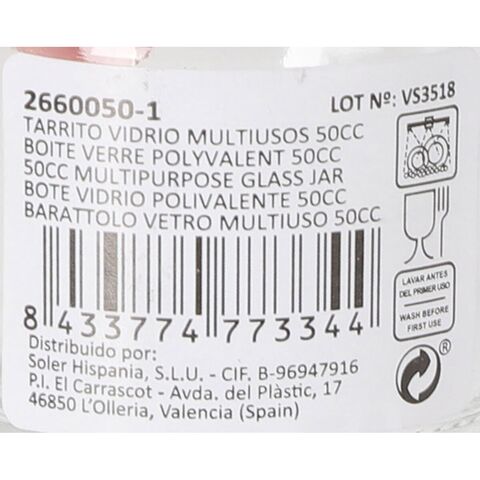 2660050-1
LOT Nº: VS3518
TARRITO VIDRIO MULTIUSOS 50CC
BOITE VERRE POLYVALENT 50CC
50CC MULTIPURPOSE GLASS JAR
BOTE VIDRIO POLIVALENTE 50CC
BARATTOLO VETRO MULTIUSO 50CC
LAVAR ANTES
DEL PRIMER USO
WASH BEFORE
FIRST USE
®
8 433774 773344
Distribuido por:
Soler Hispania, S.L.U. - CIF. B-96947916
P.I. El Carrascot - Avda. del Plàstic, 17
46850 L'Olleria, Valencia (Spain)